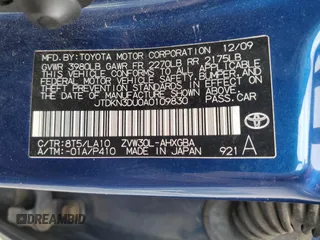 MFD. BY: TOYOTA MOTOR CORPORATION 12/09
GVWR 3980LB GAWR FR 2270LB RR 2175LB
THIS VEHICLE CONFORMS TO ALL APPLICABLE
FEDERAL MOTOR VEHICLE SAFETY, BUMPER, AND
THEFT PREVENTION STANDARDS IN EFFECT ON
THE DATE OF MANUFACTURE SHOWN ABOVE.
JTDKN3DU0A0109830
PASS. CAR
C/TR: 8T5/LA10 ZVW30L-AHXGBA
A/TM: -01A/P410 MADE IN JAPAN 921 A
DREAMBID